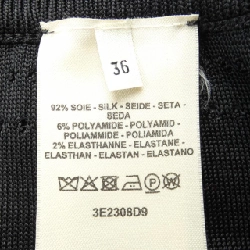 36
92% SOIE - SILK - SEIDE - SETA -
SEDA
6% POLYAMIDE - POLYAMID -
POLIAMMIDE - POLIAMIDA
2% ELASTHANNE - ELASTANE -
ELASTHAN - ELASTAN - ELASTANO
3E2308D9